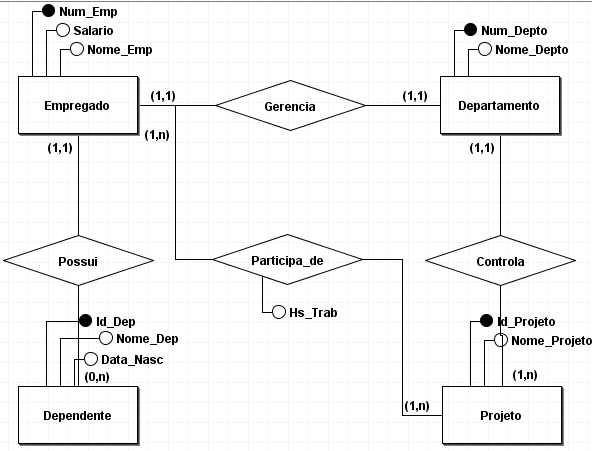 Num_Emp
Salario
Nome_Emp
Empregado
(1,1)
Gerencia
(1,1)
Num_Depto
Nome_Depto
Departamento
(1,n)
(1,1)
(1,1)
Possui
Participa_de
Controla
Hs_Trab
Id_Dep
Nome_Dep
Data_Nasc
(0,n)
Dependente
Id_Projeto
Nome_Projeto
(1,n)
(1,n)
Projeto